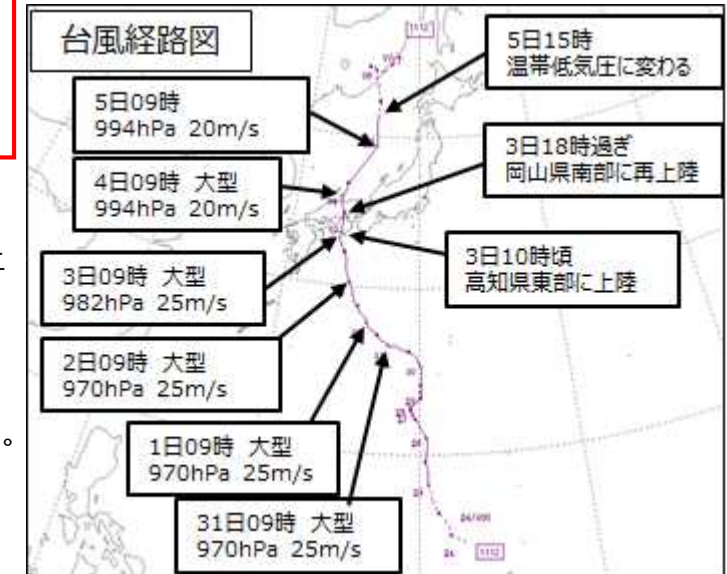 台風経路図
1112
5日15時
温帯低気圧に変わる
5日09時
994hPa 20m/s
3日18時過ぎ
岡山県南部に再上陸
4日09時 大型
994hPa 20m/s
3日10時頃
高知県東部に上陸
3日09時 大型
982hPa 25m/s
2日09時 大型
970hPa 25m/s
。
1日09時 大型
970hPa 25m/s
31日09時 大型
970hPa 25m/s
1112